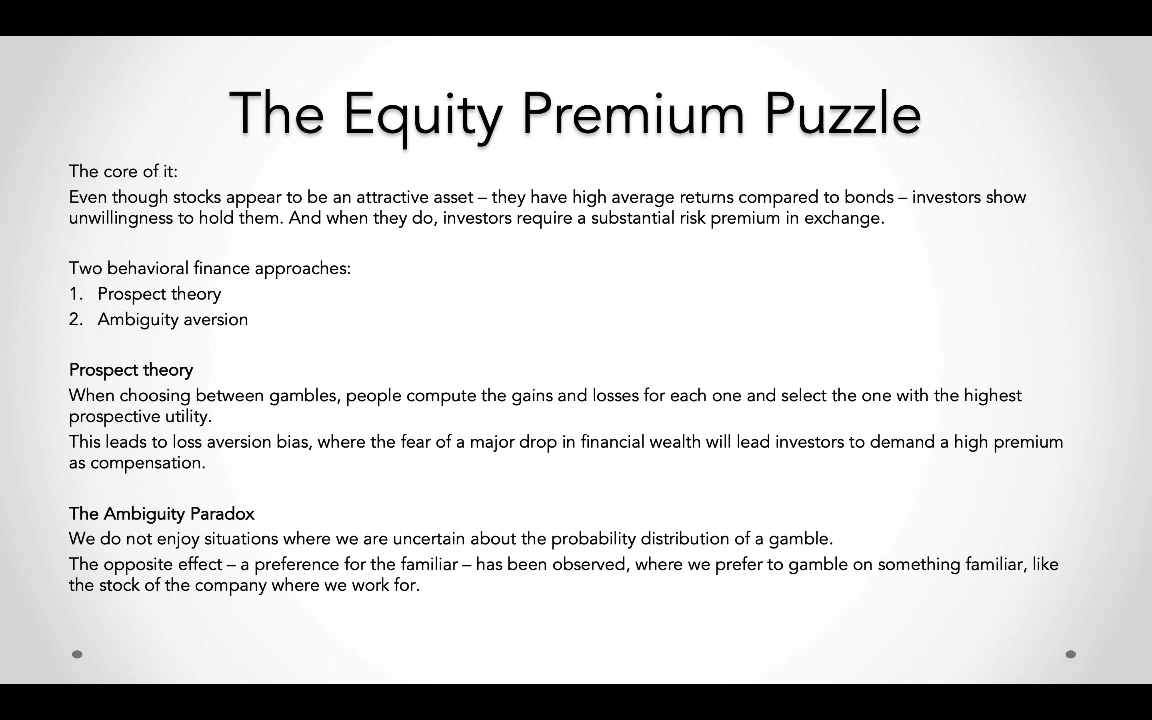 The Equity Premium Puzzle
The core of it:
Even though stocks appear to be an attractive asset – they have high average returns compared to bonds – investors show
unwillingness to hold them. And when they do, investors require a substantial risk premium in exchange.
Two behavioral finance approaches:
1. Prospect theory
2. Ambiguity aversion
Prospect theory
When choosing between gambles, people compute the gains and losses for each one and select the one with the highest
prospective utility.
This leads to loss aversion bias, where the fear of a major drop in financial wealth will lead investors to demand a high premium
as compensation.
The Ambiguity Paradox
We do not enjoy situations where we are uncertain about the probability distribution of a gamble.
The opposite effect – a preference for the familiar – has been observed, where we prefer to gamble on something familiar, like
the stock of the company where we work for.